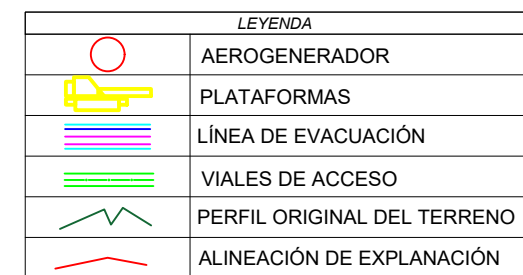 LEYENDA
AEROGENERADOR
PLATAFORMAS
LÍNEA DE EVACUACIÓN
VIALES DE ACCESO
PERFIL ORIGINAL DEL TERRENO
ALINEACIÓN DE EXPLANACIÓN